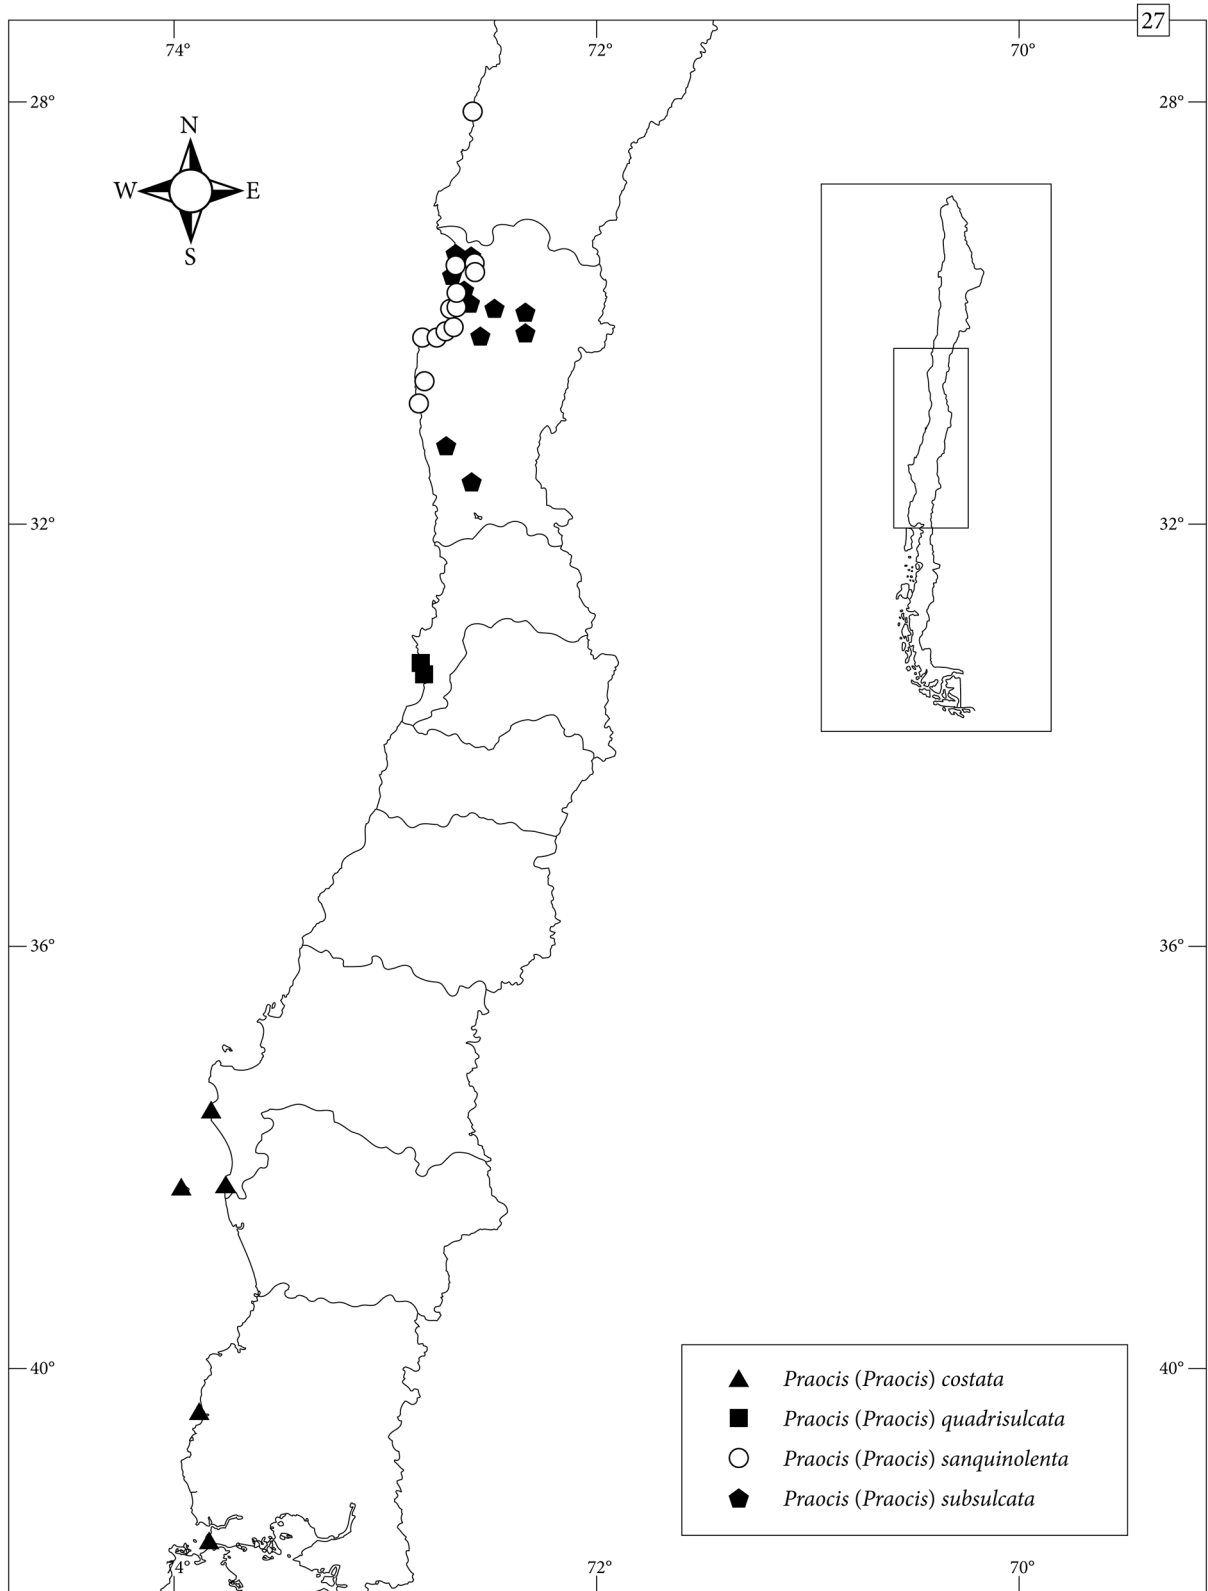 27
74°
72°
70°
28°
28°
N
W
E
S
32°
32°
36°
36°
40°
40°
Praocis (Praocis) costata
Praocis (Praocis) quadrisulcata
Praocis (Praocis) sanquinolenta
Praocis (Praocis) subsulcata
74°
72°
70°